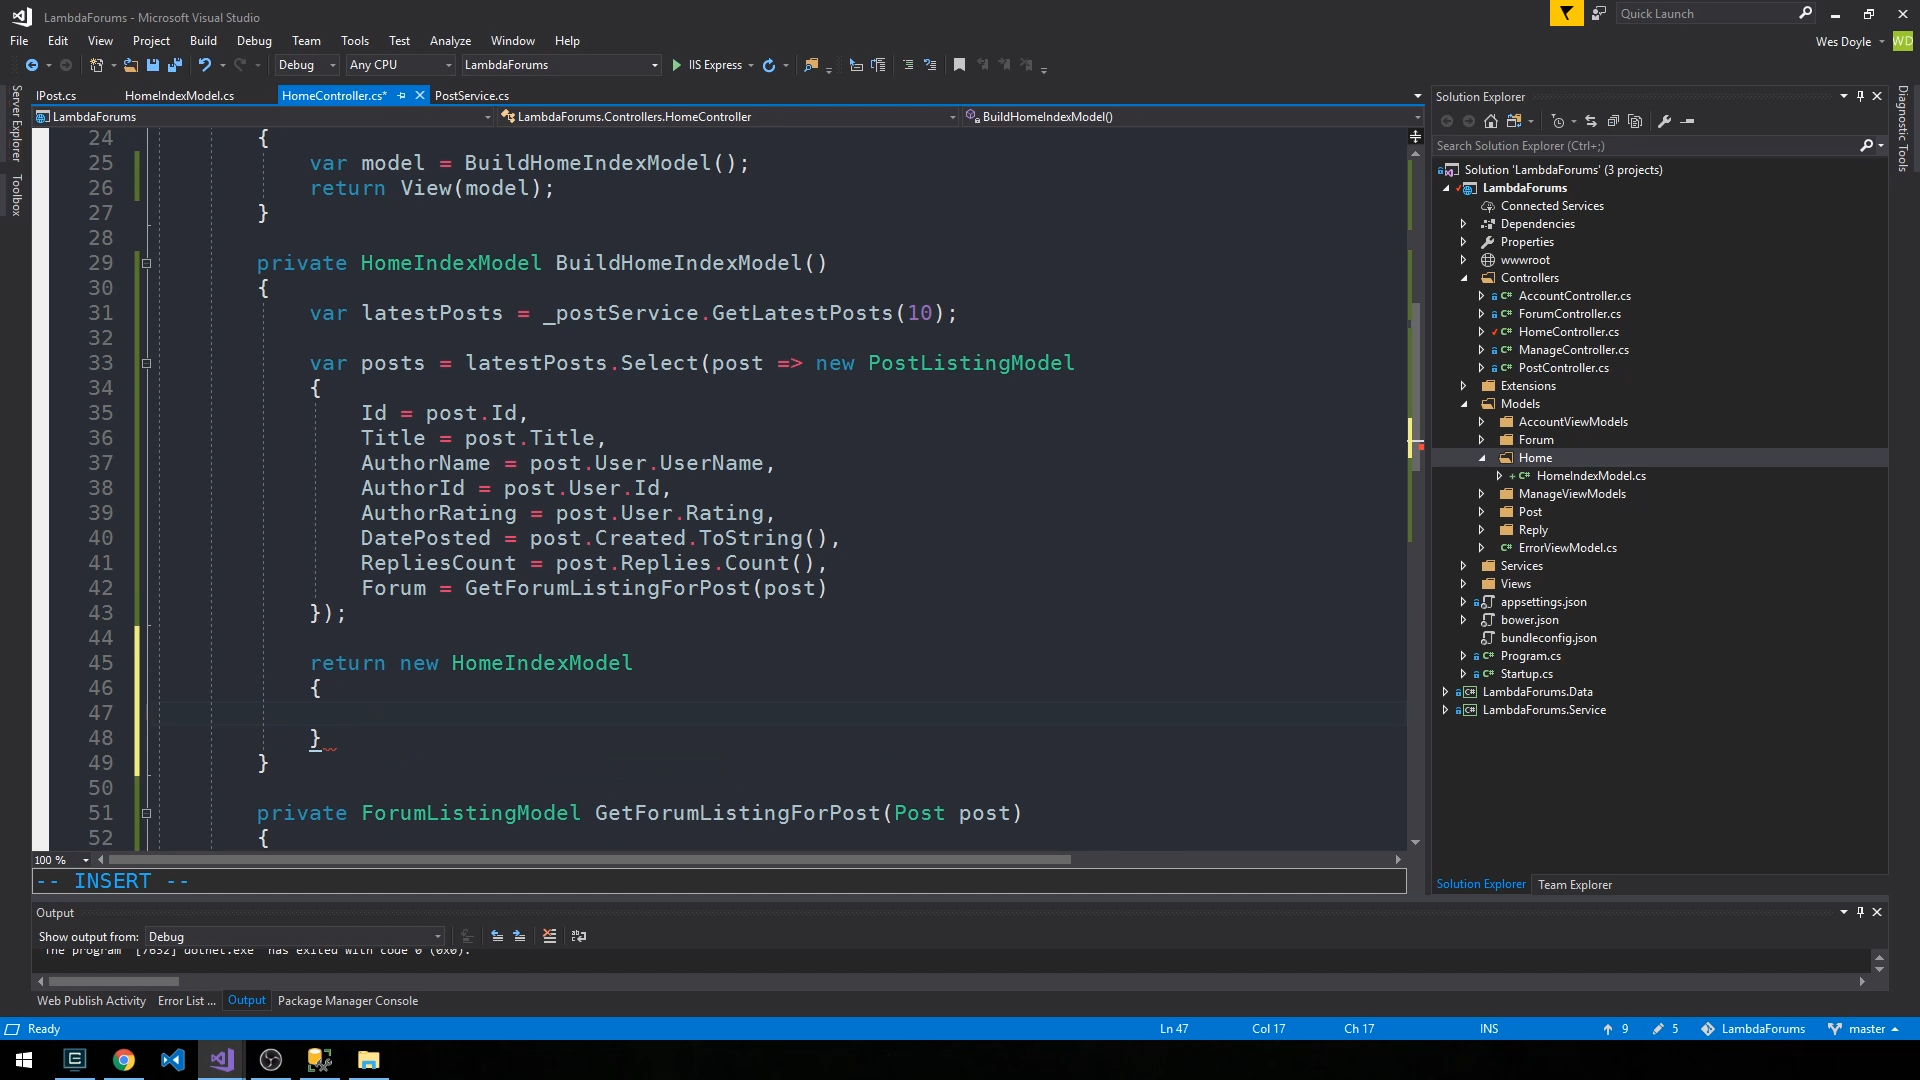 LambdaForums - Microsoft Visual Studio
Quick Launch
File Edit View Project Build Debug Team Tools Test Analyze Window Help
Wes Doyle WD
Debug Any CPU LambdaForums IIS Express
IPost.cs HomeIndexModel.cs HomeController.cs* PostService.cs
LambdaForums LambdaForums.Controllers.HomeController BuildHomeIndexModel()
Server Explorer
Toolbox
24 {
25 var model = BuildHomeIndexModel();
26 return View(model);
27 }
28
29 private HomeIndexModel BuildHomeIndexModel()
30 {
31 var latestPosts = _postService.GetLatestPosts(10);
32
33 var posts = latestPosts.Select(post => new PostListingModel
34 {
35 Id = post.Id,
36 Title = post.Title,
37 AuthorName = post.User.UserName,
38 AuthorId = post.User.Id,
39 AuthorRating = post.User.Rating,
40 DatePosted = post.Created.ToString(),
41 RepliesCount = post.Replies.Count(),
42 Forum = GetForumListingForPost(post)
43 });
44
45 return new HomeIndexModel
46 {
47
48 }
49 }
50
51 private ForumListingModel GetForumListingForPost(Post post)
52 {
100 %
-- INSERT --
Solution Explorer
Search Solution Explorer (Ctrl+;)
Solution 'LambdaForums' (3 projects)
LambdaForums
Connected Services
Dependencies
Properties
wwwroot
Controllers
C# AccountController.cs
C# ForumController.cs
C# HomeController.cs
C# ManageController.cs
C# PostController.cs
Extensions
Models
AccountViewModels
Forum
Home
C# HomeIndexModel.cs
ManageViewModels
Post
Reply
C# ErrorViewModel.cs
Services
Views
appsettings.json
bower.json
bundleconfig.json
C# Program.cs
C# Startup.cs
C# LambdaForums.Data
C# LambdaForums.Service
Solution Explorer Team Explorer
Diagnostic Tools
Output
Show output from: Debug
The program '[7652] dotnet.exe' has exited with code 0 (0x0).
Web Publish Activity Error List ... Output Package Manager Console
Ready Ln 47 Col 17 Ch 17 INS 9 5 LambdaForums master